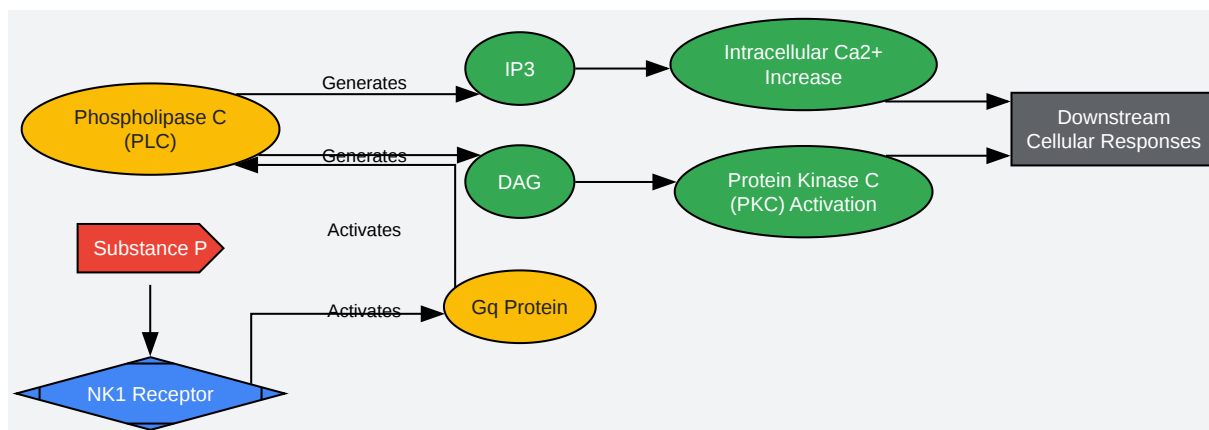 Generates
IP3
Intracellular Ca2+
Increase
Phospholipase C
(PLC)
Downstream
Cellular Responses
Generates
DAG
Protein Kinase C
(PKC) Activation
Activates
Substance P
Activates
Gq Protein
NK1 Receptor